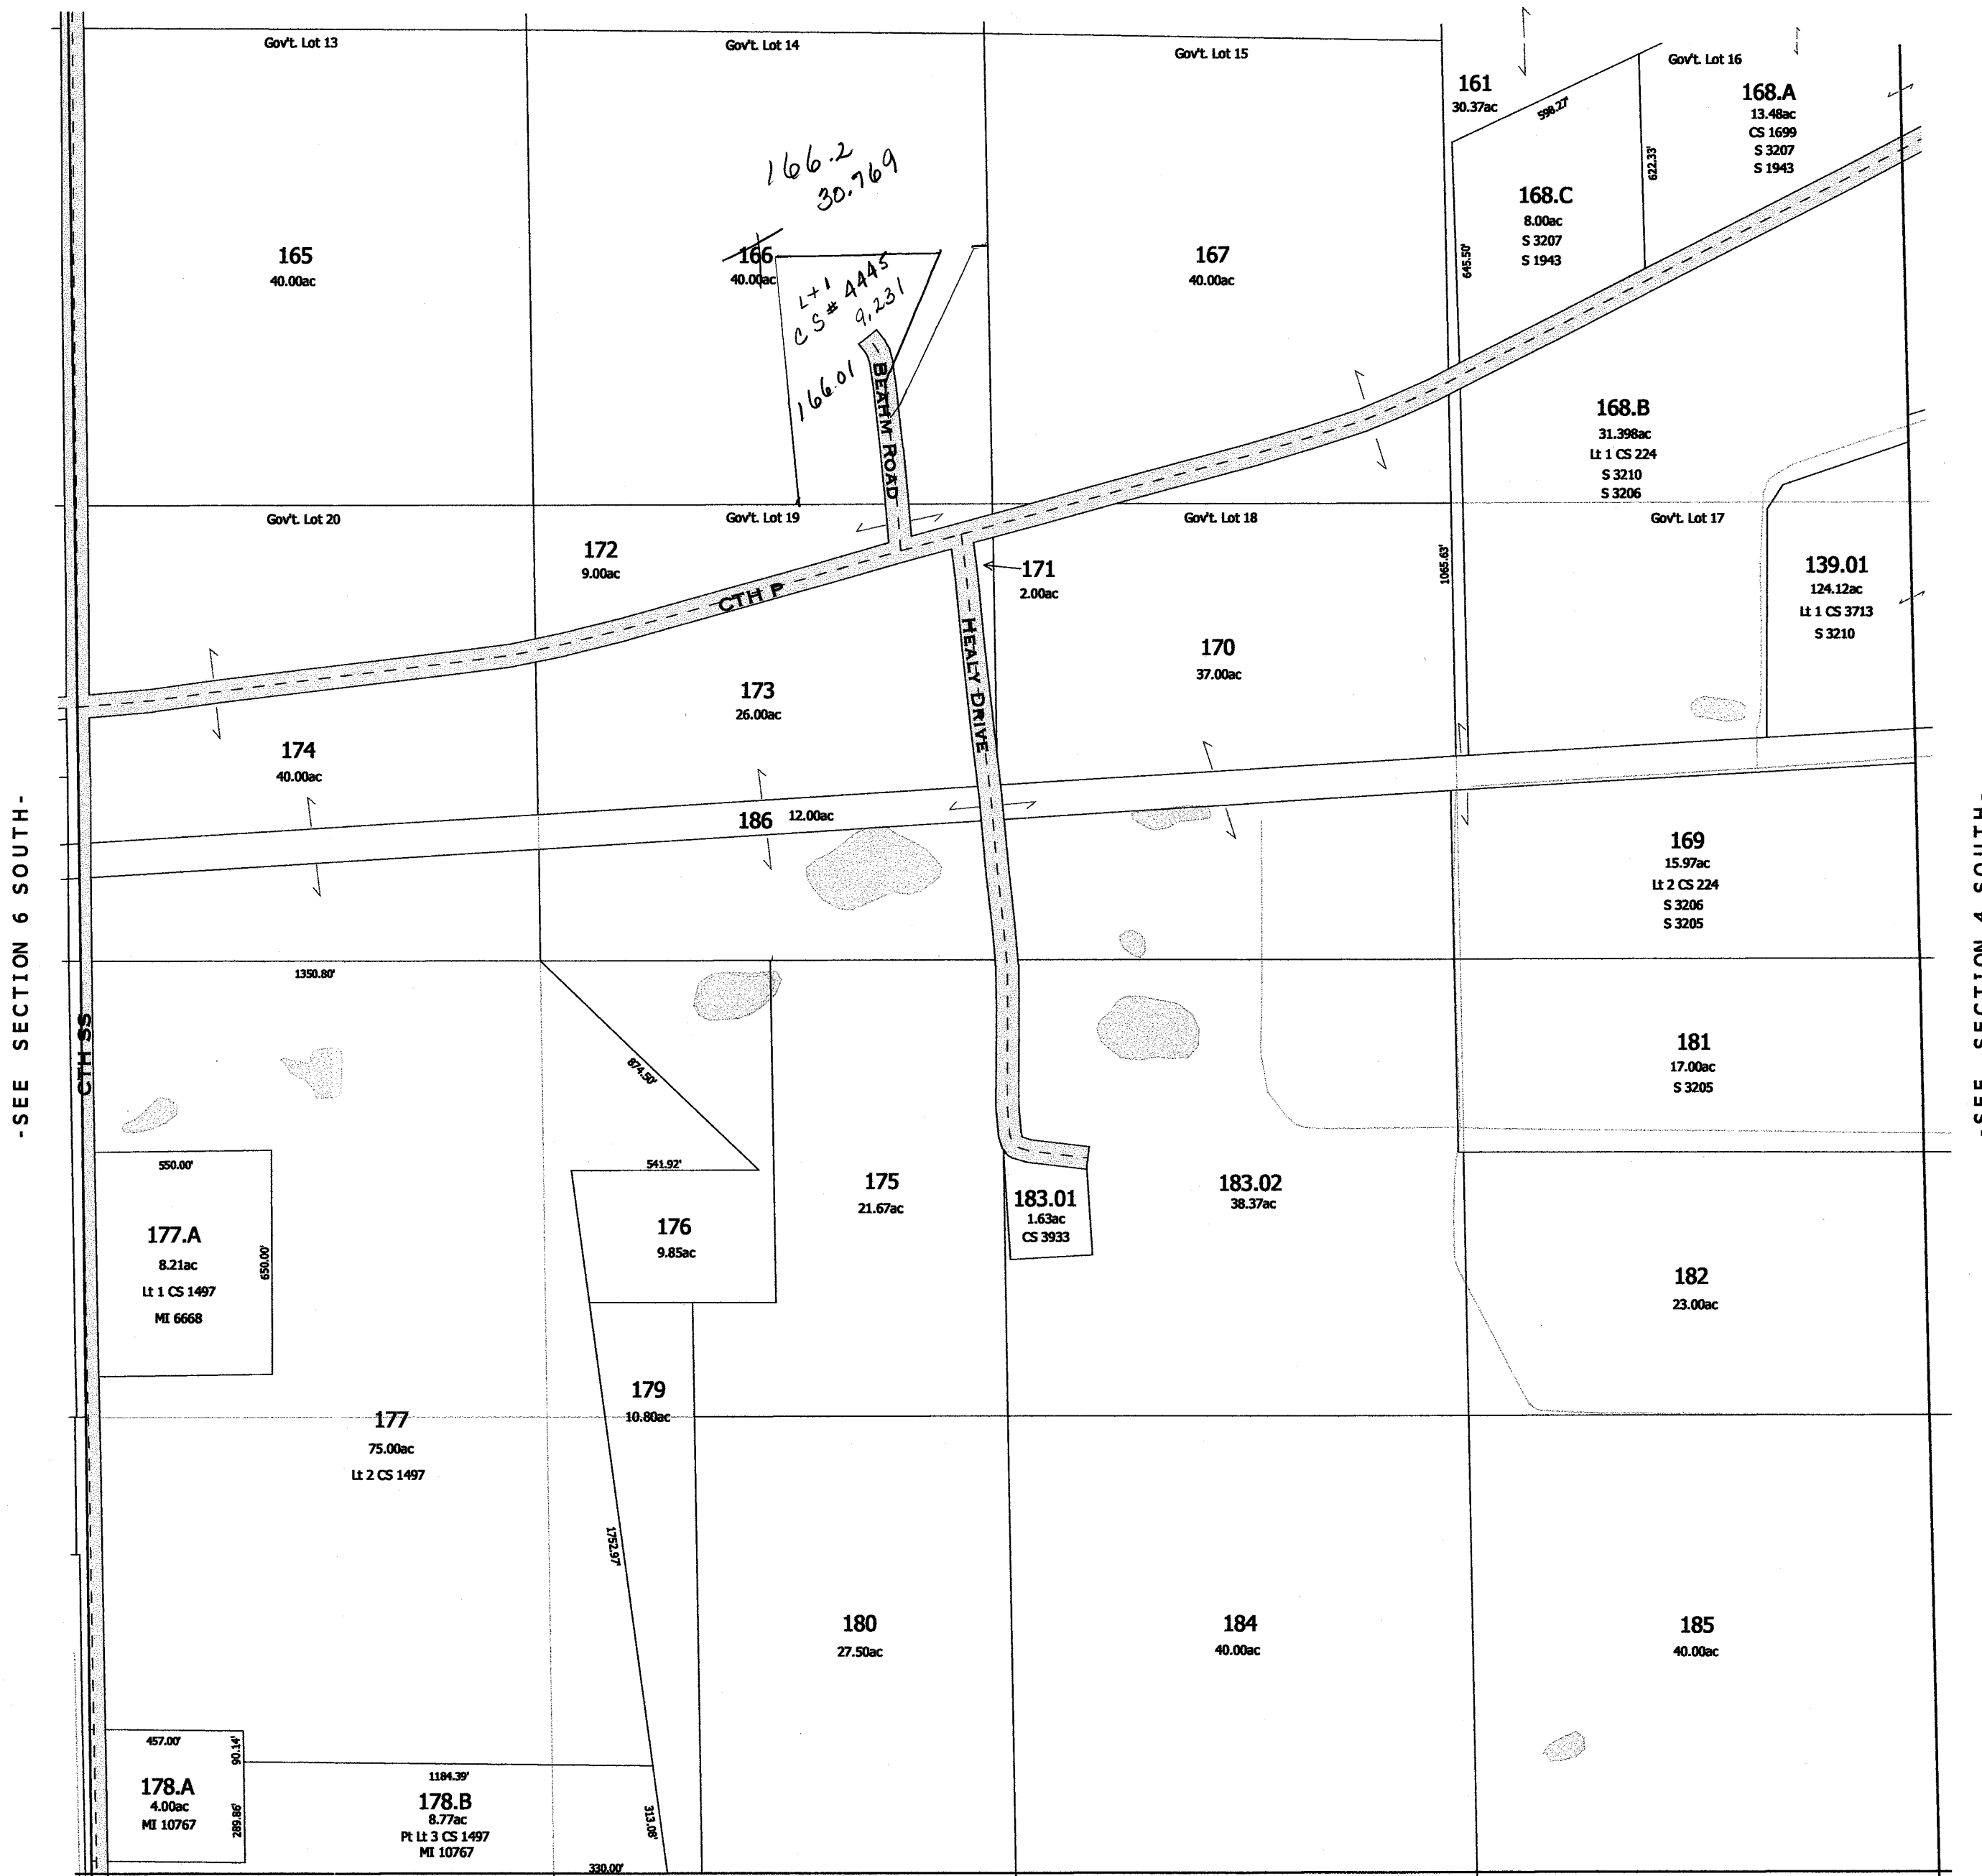 Gov't. Lot 13
Gov't. Lot 14
Gov't. Lot 15
Gov't. Lot 16
161
30.37ac
598.27'
168.A
13.48ac
CS 1699
S 3207
S 1943
622.33'
168.C
8.00ac
S 3207
S 1943
645.50'
166.2
30.769
165
40.00ac
166
40.00ac
Lt 1
CS # 4445
9.231
166.01
BEAHM ROAD
167
40.00ac
168.B
31.398ac
Lt 1 CS 224
S 3210
S 3206
Gov't. Lot 20
Gov't. Lot 19
Gov't. Lot 18
Gov't. Lot 17
172
9.00ac
CTH P
171
2.00ac
1065.63'
139.01
124.12ac
Lt 1 CS 3713
S 3210
HEALY DRIVE
170
37.00ac
173
26.00ac
174
40.00ac
186
12.00ac
169
15.97ac
Lt 2 CS 224
S 3206
S 3205
-SEE SECTION 6 SOUTH-
-SEE SECTION 4 SOUTH-
CTH SS
1350.80'
874.50'
181
17.00ac
S 3205
550.00'
541.92'
177.A
8.21ac
Lt 1 CS 1497
MI 6668
650.00'
176
9.85ac
175
21.67ac
183.01
1.63ac
CS 3933
183.02
38.37ac
182
23.00ac
179
10.80ac
177
75.00ac
Lt 2 CS 1497
1752.97'
180
27.50ac
184
40.00ac
185
40.00ac
457.00'
90.14'
178.A
4.00ac
MI 10767
289.86'
1184.39'
178.B
8.77ac
Pt Lt 3 CS 1497
MI 10767
313.08'
330.00'